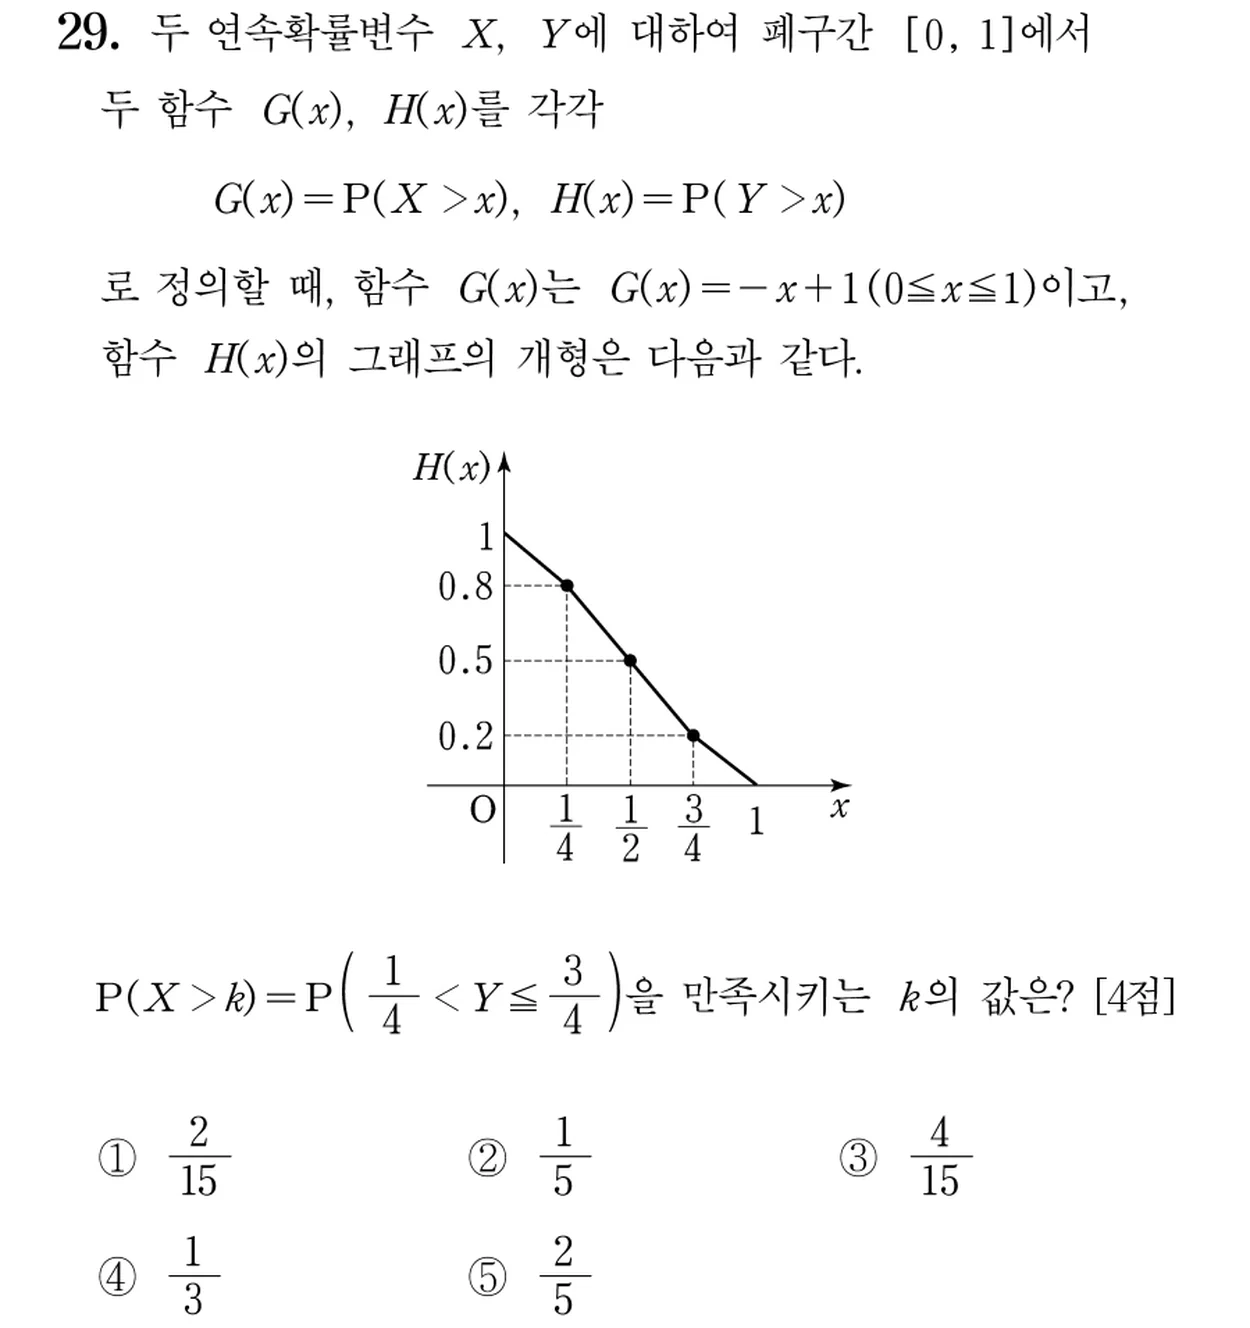 29. 두 연속확률변수 X, Y에 대하여 폐구간 [0, 1]에서
두 함수 G(x), H(x)를 각각
G(x)=P(X>x), H(x)=P(Y>x)
로 정의할 때, 함수 G(x)는 G(x)=-x+1(0≦x≦1)이고,
함수 H(x)의 그래프의 개형은 다음과 같다.
H(x)
1
0.8
0.5
0.2
O 1/4 1/2 3/4 1 x
P(X>k)=P(1/4<Y≦3/4)을 만족시키는 k의 값은? [4점]
① 2/15 ② 1/5 ③ 4/15
④ 1/3 ⑤ 2/5